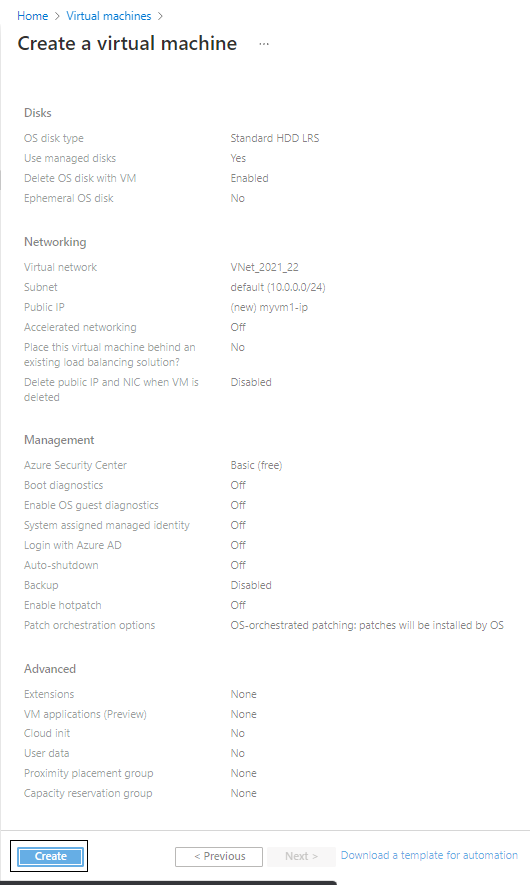 Home > Virtual machines >
Create a virtual machine ...
Disks
OS disk type Standard HDD LRS
Use managed disks Yes
Delete OS disk with VM Enabled
Ephemeral OS disk No
Networking
Virtual network VNet_2021_22
Subnet default (10.0.0.0/24)
Public IP (new) myvm1-ip
Accelerated networking Off
Place this virtual machine behind an No
existing load balancing solution?
Delete public IP and NIC when VM is Disabled
deleted
Management
Azure Security Center Basic (free)
Boot diagnostics Off
Enable OS guest diagnostics Off
System assigned managed identity Off
Login with Azure AD Off
Auto-shutdown Off
Backup Disabled
Enable hotpatch Off
Patch orchestration options OS-orchestrated patching: patches will be installed by OS
Advanced
Extensions None
VM applications (Preview) None
Cloud init No
User data No
Proximity placement group None
Capacity reservation group None
Create < Previous Next > Download a template for automation